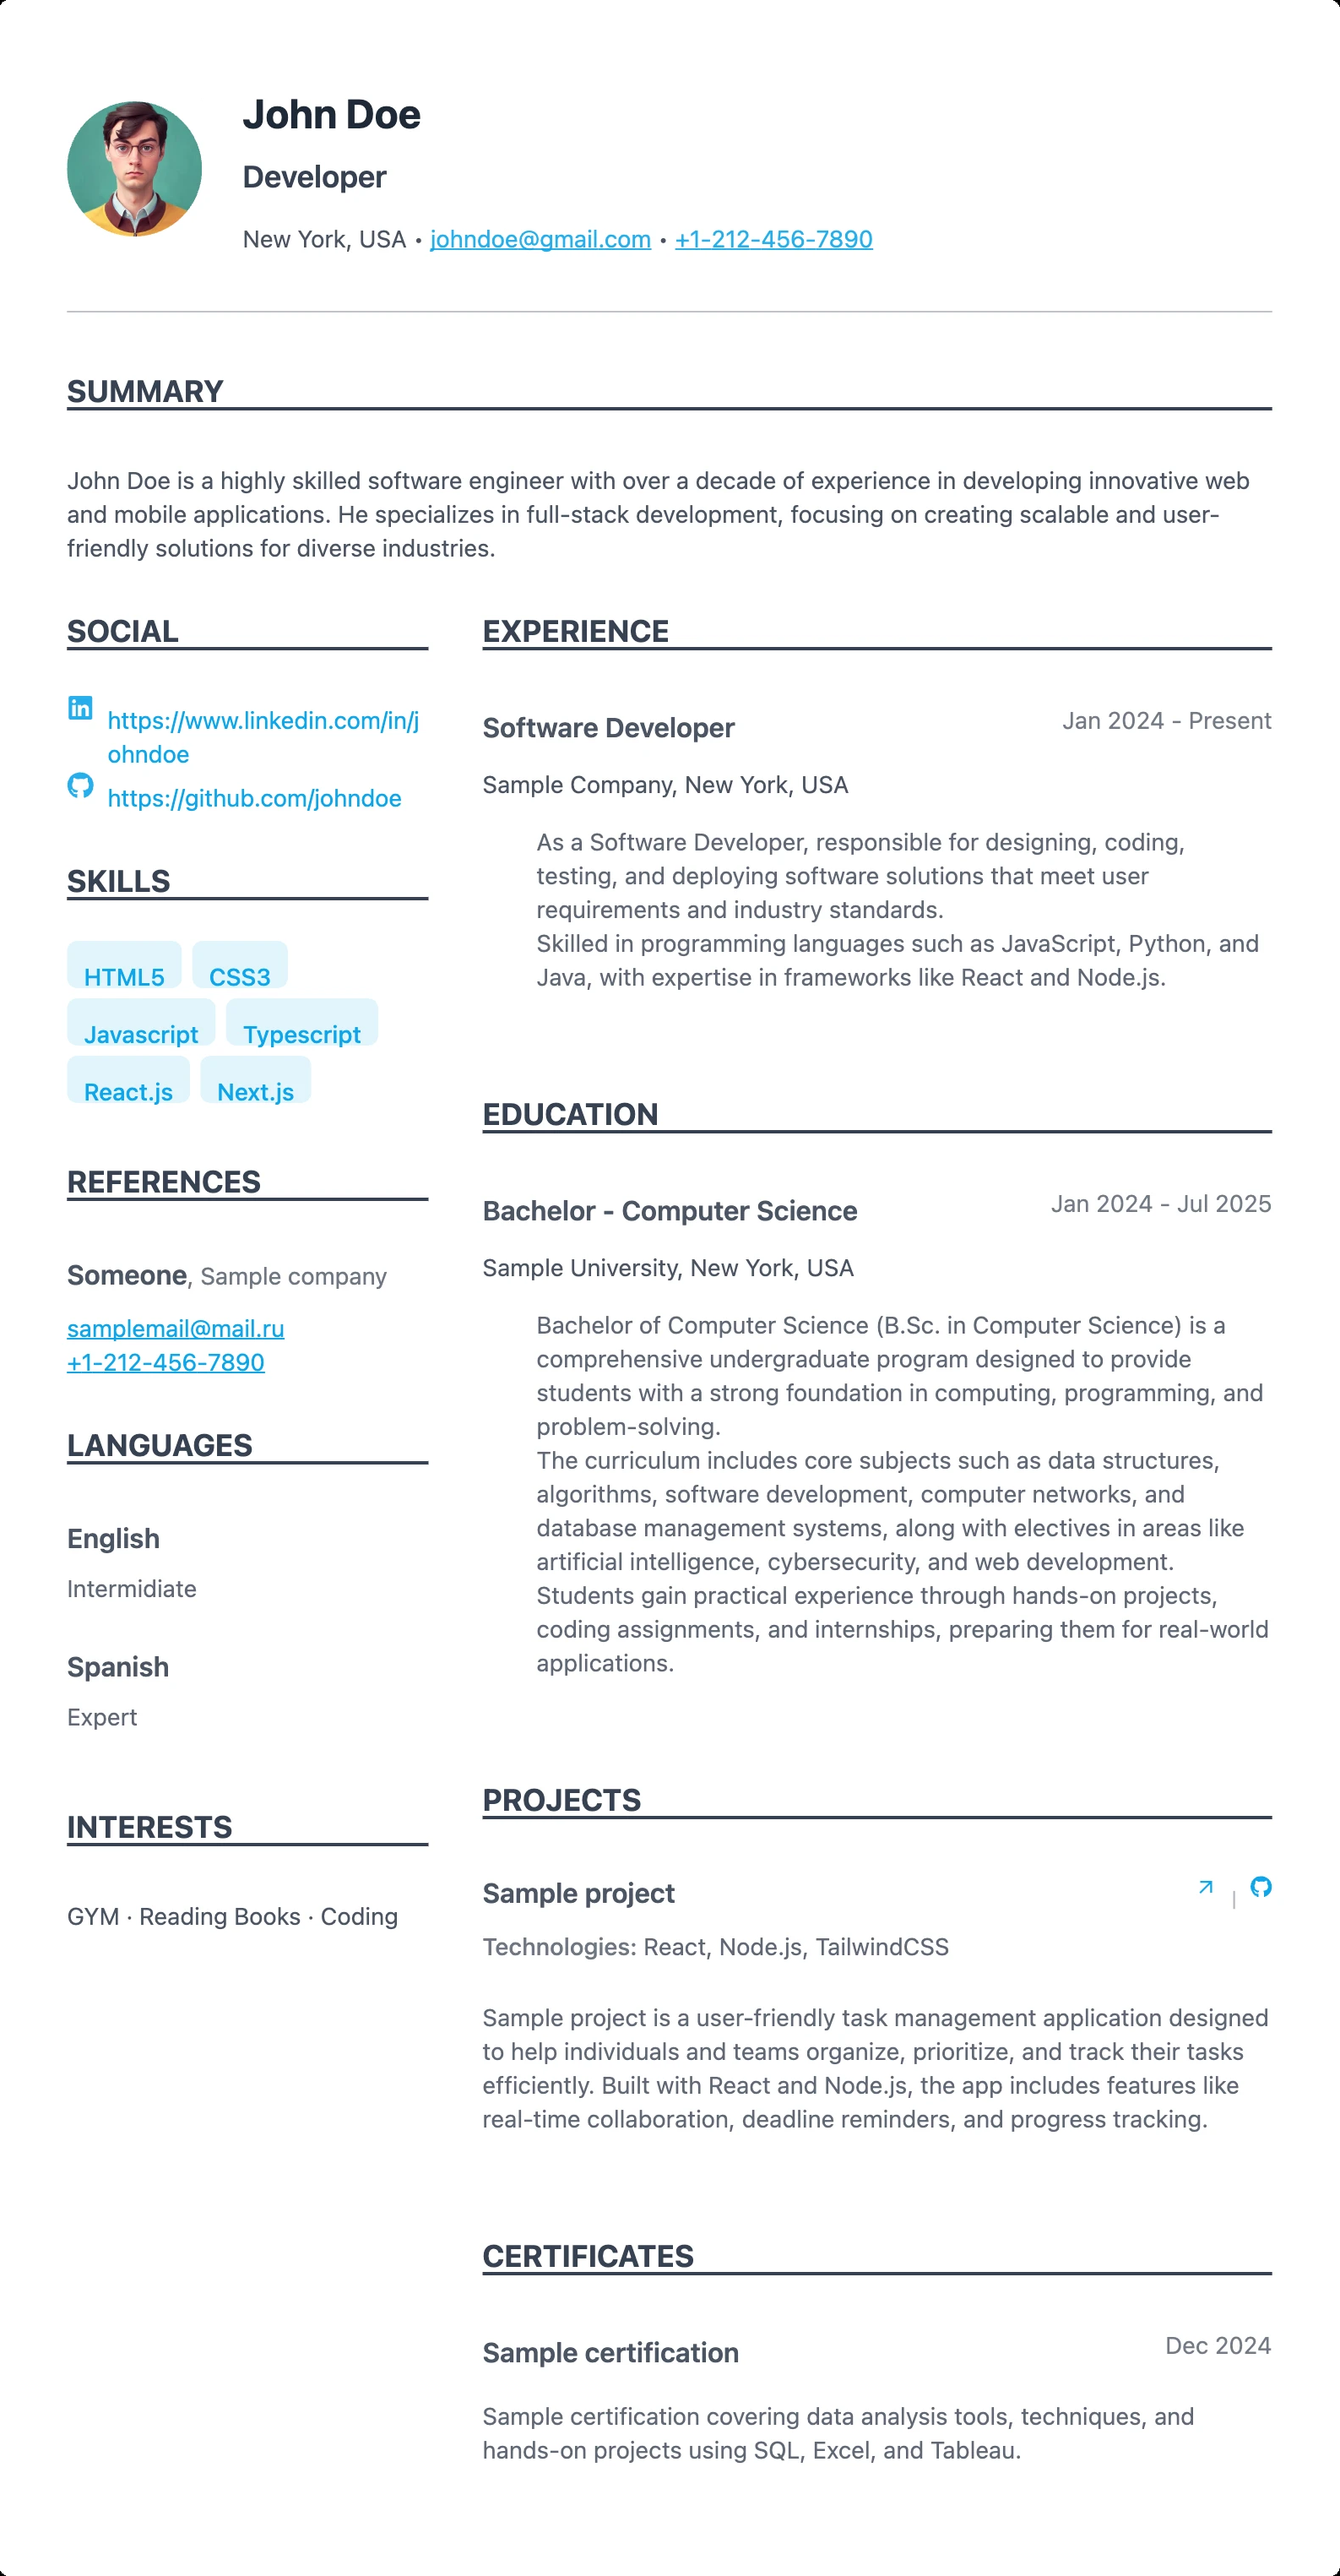 John Doe
Developer
New York, USA • johndoe@gmail.com • +1-212-456-7890
SUMMARY
John Doe is a highly skilled software engineer with over a decade of experience in developing innovative web
and mobile applications. He specializes in full-stack development, focusing on creating scalable and user-
friendly solutions for diverse industries.
SOCIAL
https://www.linkedin.com/in/j
ohndoe
https://github.com/johndoe
SKILLS
HTML5 CSS3
Javascript Typescript
React.js Next.js
REFERENCES
Someone, Sample company
samplemail@mail.ru
+1-212-456-7890
LANGUAGES
English
Intermidiate
Spanish
Expert
INTERESTS
GYM · Reading Books · Coding
EXPERIENCE
Software Developer Jan 2024 - Present
Sample Company, New York, USA
As a Software Developer, responsible for designing, coding,
testing, and deploying software solutions that meet user
requirements and industry standards.
Skilled in programming languages such as JavaScript, Python, and
Java, with expertise in frameworks like React and Node.js.
EDUCATION
Bachelor - Computer Science Jan 2024 - Jul 2025
Sample University, New York, USA
Bachelor of Computer Science (B.Sc. in Computer Science) is a
comprehensive undergraduate program designed to provide
students with a strong foundation in computing, programming, and
problem-solving.
The curriculum includes core subjects such as data structures,
algorithms, software development, computer networks, and
database management systems, along with electives in areas like
artificial intelligence, cybersecurity, and web development.
Students gain practical experience through hands-on projects,
coding assignments, and internships, preparing them for real-world
applications.
PROJECTS
Sample project |
Technologies: React, Node.js, TailwindCSS
Sample project is a user-friendly task management application designed
to help individuals and teams organize, prioritize, and track their tasks
efficiently. Built with React and Node.js, the app includes features like
real-time collaboration, deadline reminders, and progress tracking.
CERTIFICATES
Sample certification Dec 2024
Sample certification covering data analysis tools, techniques, and
hands-on projects using SQL, Excel, and Tableau.